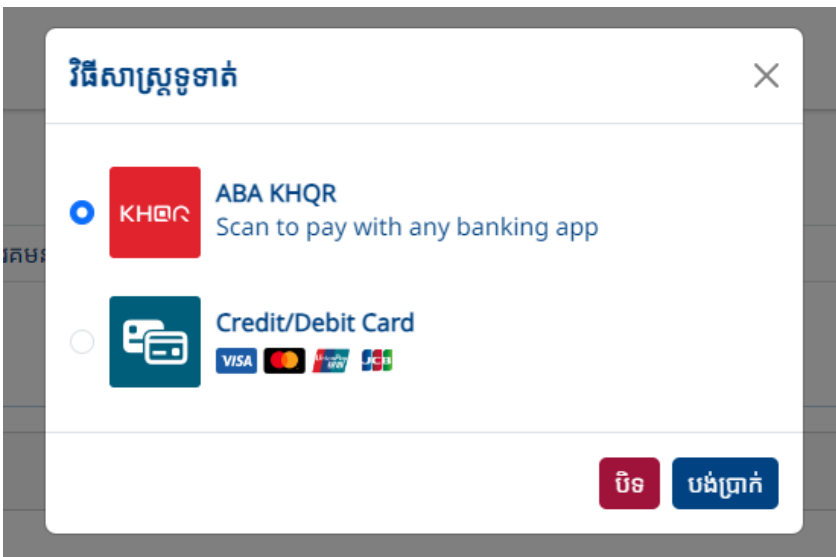 វិធីសាស្ត្រទូទាត់
KHQR
ABA KHQR
Scan to pay with any banking app
Credit/Debit Card
VISA UnionPay JCB
បិទ
បង់ប្រាក់